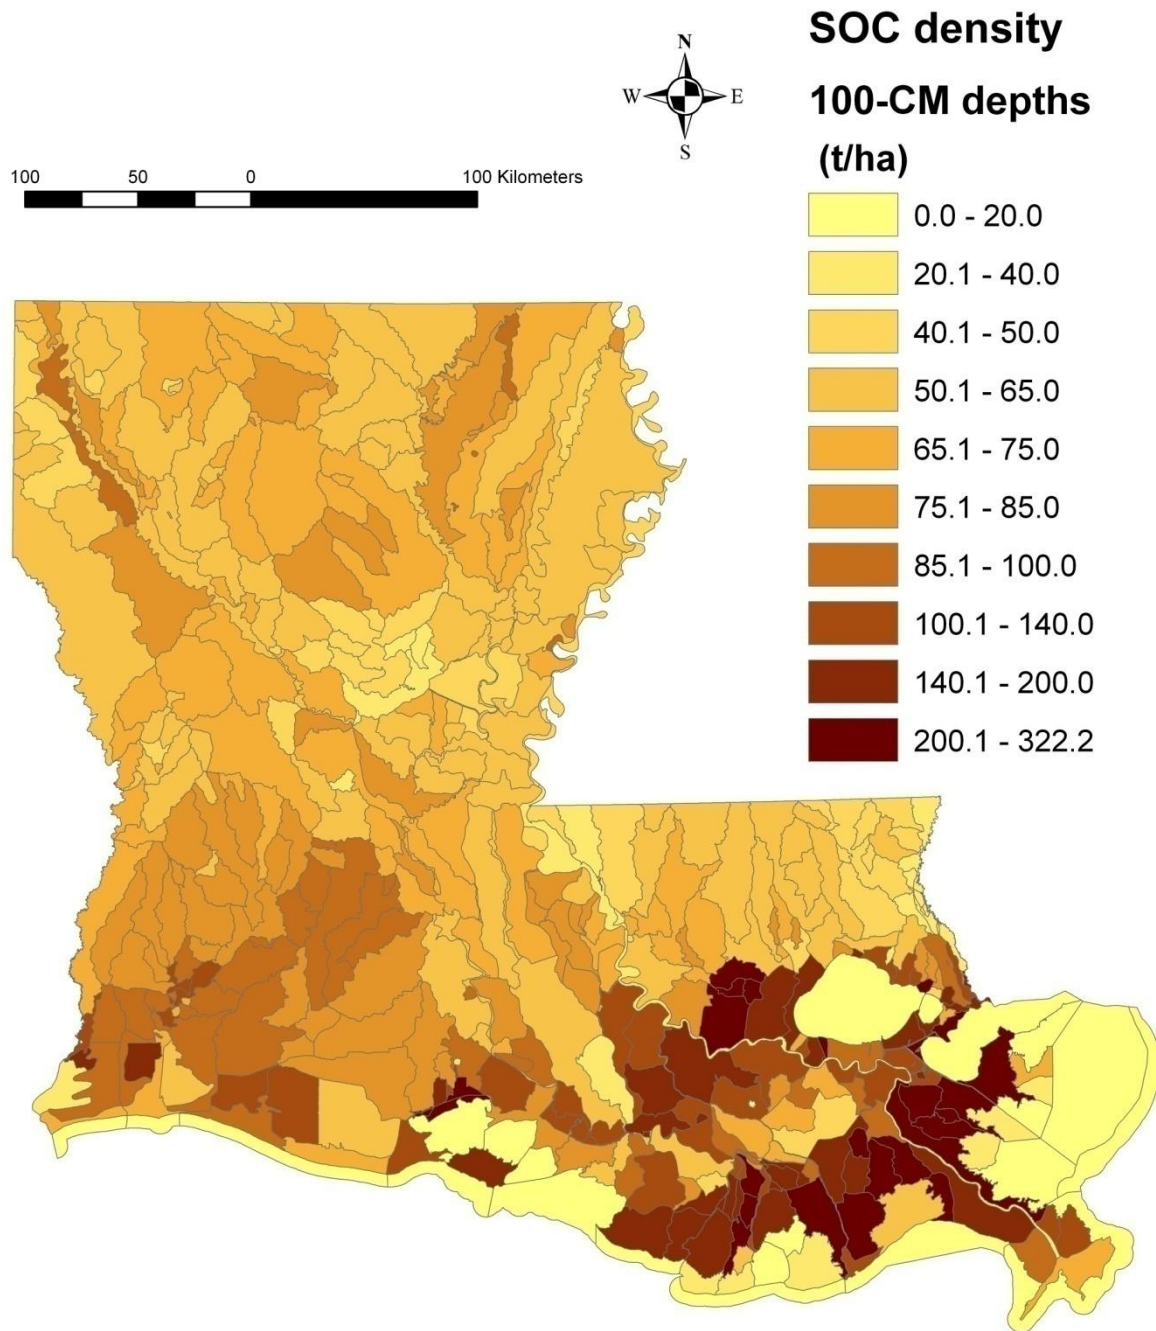 SOC density
100-CM depths
(t/ha)
N
W E
S
100 50 0 100 Kilometers
0.0 - 20.0
20.1 - 40.0
40.1 - 50.0
50.1 - 65.0
65.1 - 75.0
75.1 - 85.0
85.1 - 100.0
100.1 - 140.0
140.1 - 200.0
200.1 - 322.2